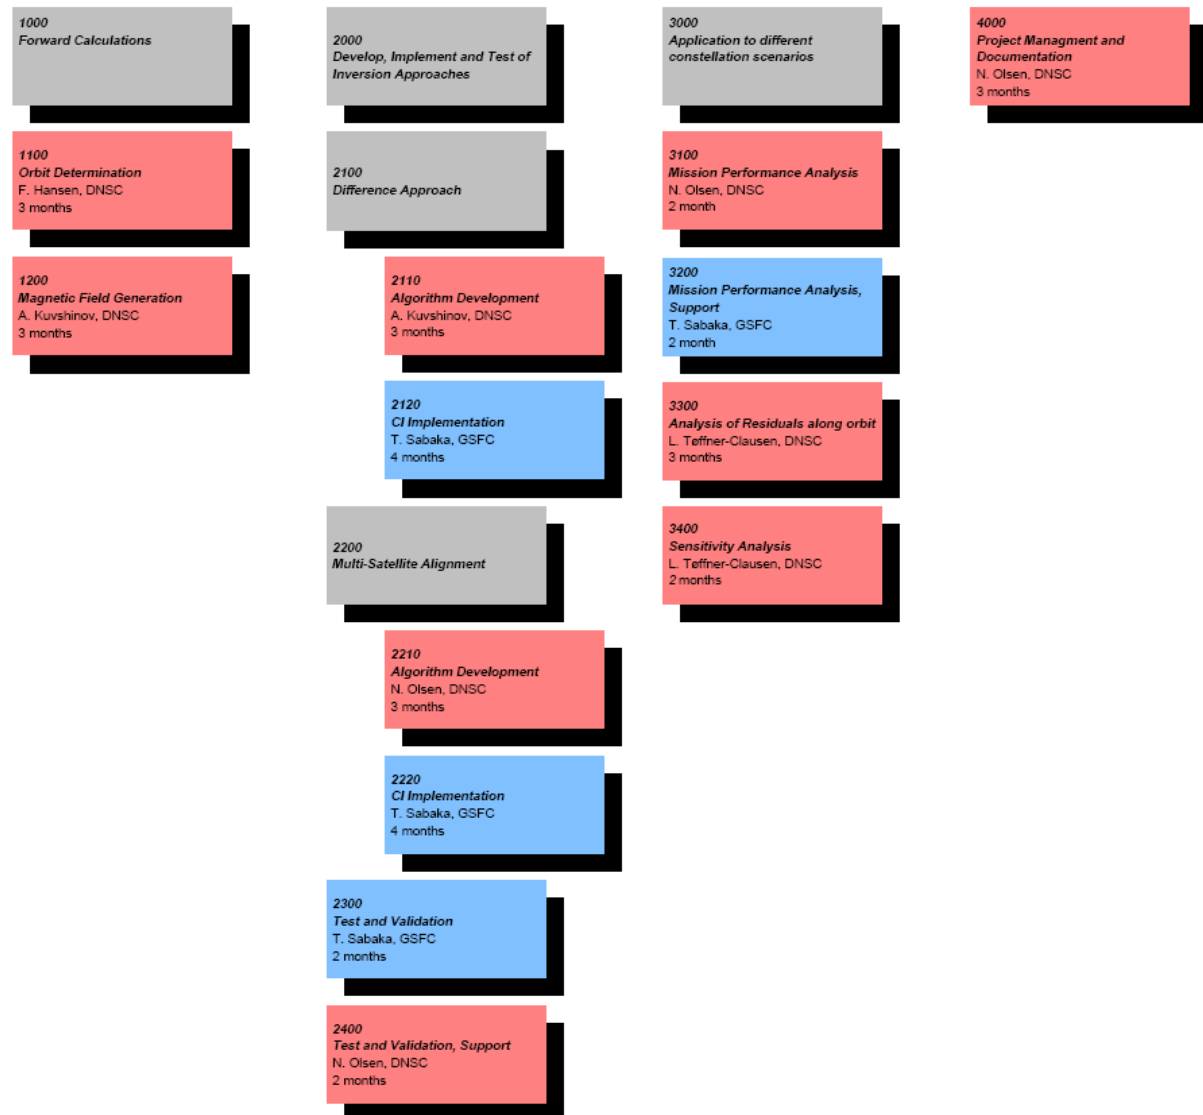 1000
Forward Calculations
1100
Orbit Determination
F. Hansen, DNSC
3 months
1200
Magnetic Field Generation
A. Kuvshinov, DNSC
3 months
2000
Develop, Implement and Test of
Inversion Approaches
2100
Difference Approach
2110
Algorithm Development
A. Kuvshinov, DNSC
3 months
2120
CI Implementation
T. Sabaka, GSFC
4 months
2200
Multi-Satellite Alignment
2210
Algorithm Development
N. Olsen, DNSC
3 months
2220
CI Implementation
T. Sabaka, GSFC
4 months
2300
Test and Validation
T. Sabaka, GSFC
2 months
2400
Test and Validation, Support
N. Olsen, DNSC
2 months
3000
Application to different
constellation scenarios
3100
Mission Performance Analysis
N. Olsen, DNSC
2 month
3200
Mission Performance Analysis,
Support
T. Sabaka, GSFC
2 month
3300
Analysis of Residuals along orbit
L. Tøffner-Clausen, DNSC
3 months
3400
Sensitivity Analysis
L. Tøffner-Clausen, DNSC
2 months
4000
Project Managment and
Documentation
N. Olsen, DNSC
3 months